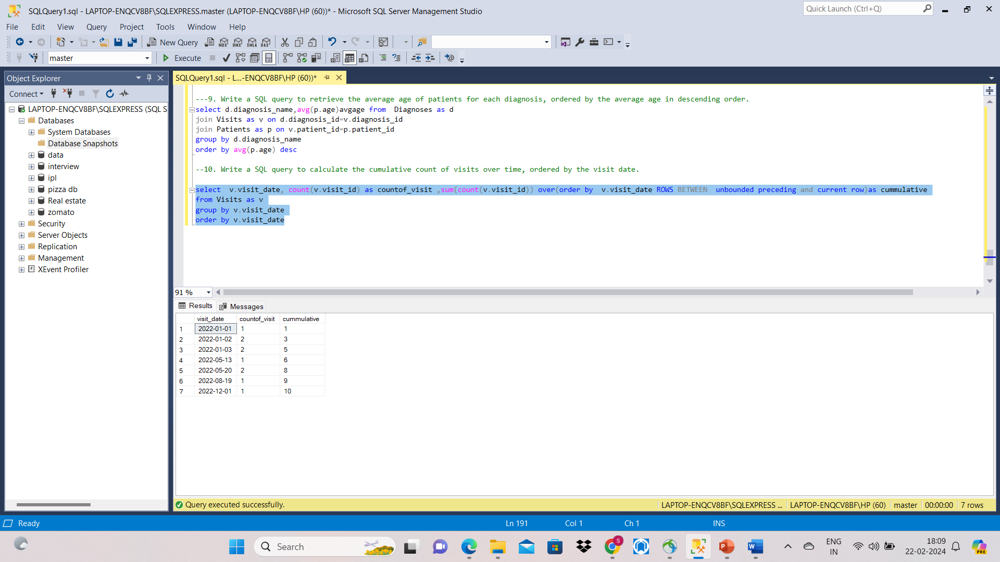 SQLQuery1.sql - LAPTOP-ENQCV8BF\SQLEXPRESS.master (LAPTOP-ENQCV8BF\HP (60))* - Microsoft SQL Server Management Studio
Quick Launch (Ctrl+Q)
File Edit View Query Project Tools Window Help
New Query MDX DMX XMLA DAX
master Execute
Object Explorer
SQLQuery1.sql - L...-ENQCV8BF\HP (60))*
Connect
LAPTOP-ENQCV8BF\SQLEXPRESS (SQL S
Databases
System Databases
Database Snapshots
data
interview
ipl
pizza db
Real estate
zomato
Security
Server Objects
Replication
Management
XEvent Profiler
---9. Write a SQL query to retrieve the average age of patients for each diagnosis, ordered by the average age in descending order.
select d.diagnosis_name,avg(p.age)avgage from  Diagnoses as d
join Visits as v on d.diagnosis_id=v.diagnosis_id
join Patients as p on v.patient_id=p.patient_id
group by d.diagnosis_name
order by avg(p.age) desc
--10. Write a SQL query to calculate the cumulative count of visits over time, ordered by the visit date.
select  v.visit_date, count(v.visit_id) as countof_visit ,sum(count(v.visit_id)) over(order by  v.visit_date ROWS BETWEEN  unbounded preceding and current row)as cummulative
from Visits as v
group by v.visit_date
order by v.visit_date
91 %
Results Messages
visit_date countof_visit cummulative
1 2022-01-01 1 1
2 2022-01-02 2 3
3 2022-01-03 2 5
4 2022-05-13 1 6
5 2022-05-20 2 8
6 2022-08-19 1 9
7 2022-12-01 1 10
Query executed successfully. LAPTOP-ENQCV8BF\SQLEXPRESS ... LAPTOP-ENQCV8BF\HP (60) master 00:00:00 7 rows
Ready Ln 191 Col 1 Ch 1 INS
Search
S
P
W
ENG
IN
18:09
22-02-2024
PRE